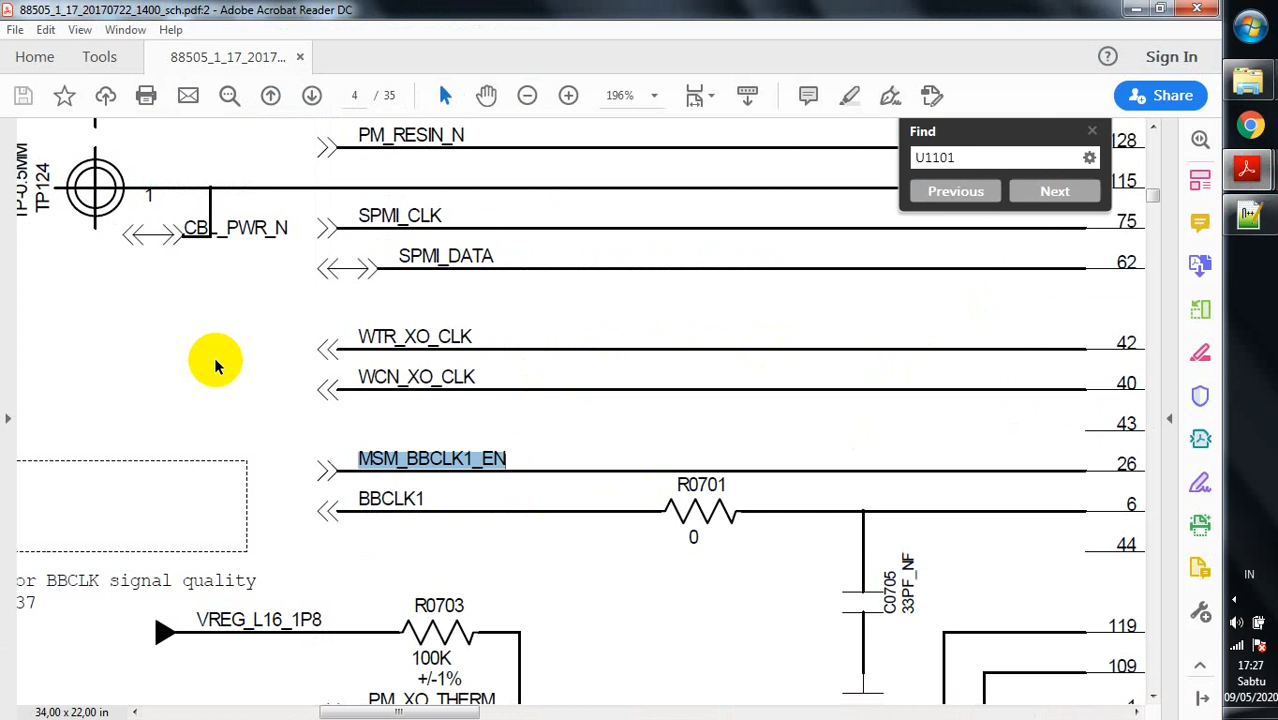 88505_1_17_20170722_1400_sch.pdf:2 - Adobe Acrobat Reader DC
File Edit View Window Help
Home Tools 88505_1_17_2017... × Sign In
4 / 35 196% Share
Find
U1101
Previous Next
PM_RESIN_N 128
TP-0.5MM
TP124
1
115
CBL_PWR_N
SPMI_CLK 75
SPMI_DATA 62
WTR_XO_CLK 42
WCN_XO_CLK 40
43
MSM_BBCLK1_EN 26
BBCLK1 R0701 6
0
44
C0705
33PF_NF
or BBCLK signal quality
37
VREG_L16_1P8 R0703
100K
+/-1%
119
109
PM_XO_THERM
34,00 x 22,00 in
IN
17:27
Sabtu
09/05/2020